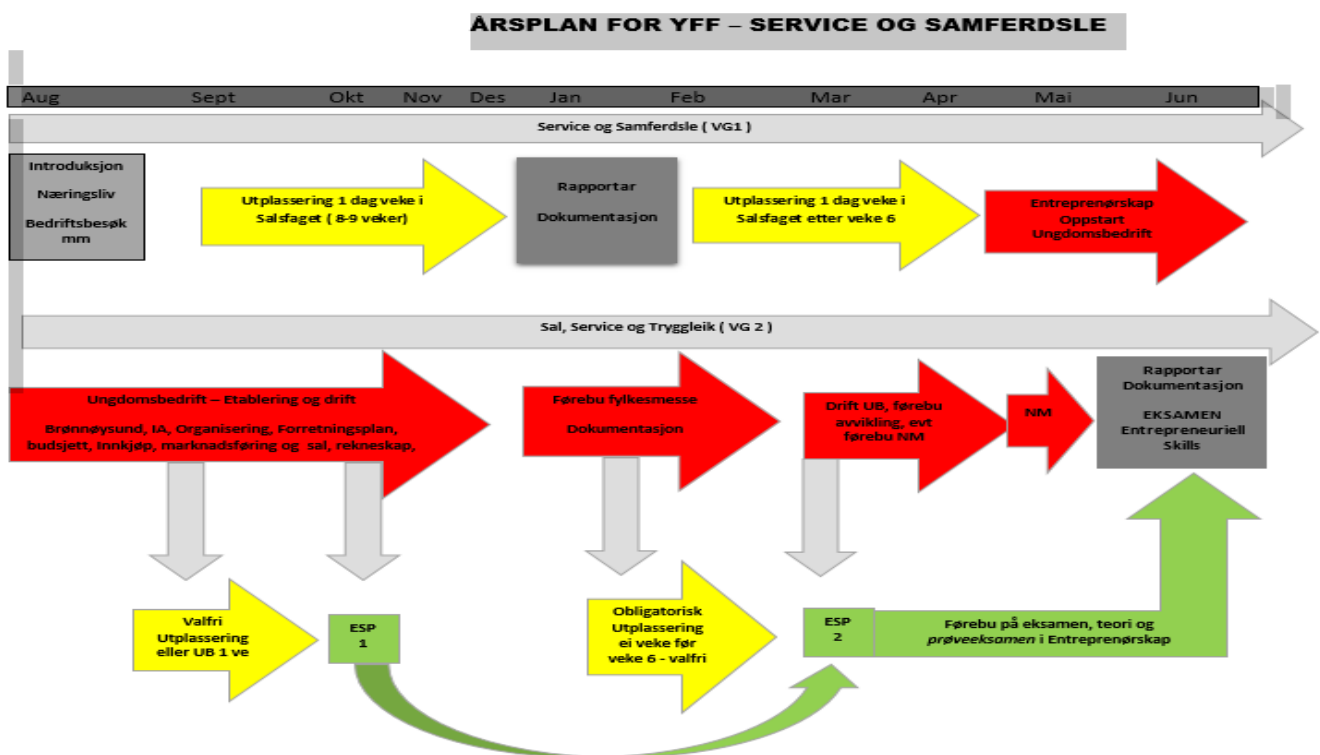 ÅRSPLAN FOR YFF – SERVICE OG SAMFERDSLE
Aug Sept Okt Nov Des Jan Feb Mar Apr Mai Jun
Service og Samferdsle ( VG1 )
Introduksjon
Næringsliv
Bedriftsbesøk
mm
Utplassering 1 dag veke i
Salsfaget ( 8-9 veker)
Rapportar
Dokumentasjon
Utplassering 1 dag veke i
Salsfaget etter veke 6
Entreprenørskap
Oppstart
Ungdomsbedrift
Sal, Service og Tryggleik ( VG 2 )
Ungdomsbedrift – Etablering og drift
Brønnøysund, IA, Organisering, Forretningsplan,
budsjett, Innkjøp, marknadsføring og sal, rekneskap,
Førebu fylkesmesse
Dokumentasjon
Drift UB, førebu
avvikling, evt
førebu NM
NM
Rapportar
Dokumentasjon
EKSAMEN
Entrepreneuriell
Skills
Valfri
Utplassering
eller UB 1 ve
ESP
1
Obligatorisk
Utplassering
ei veke før
veke 6 - valfri
ESP
2
Førebu på eksamen, teori og
prøveeksamen i Entreprenørskap